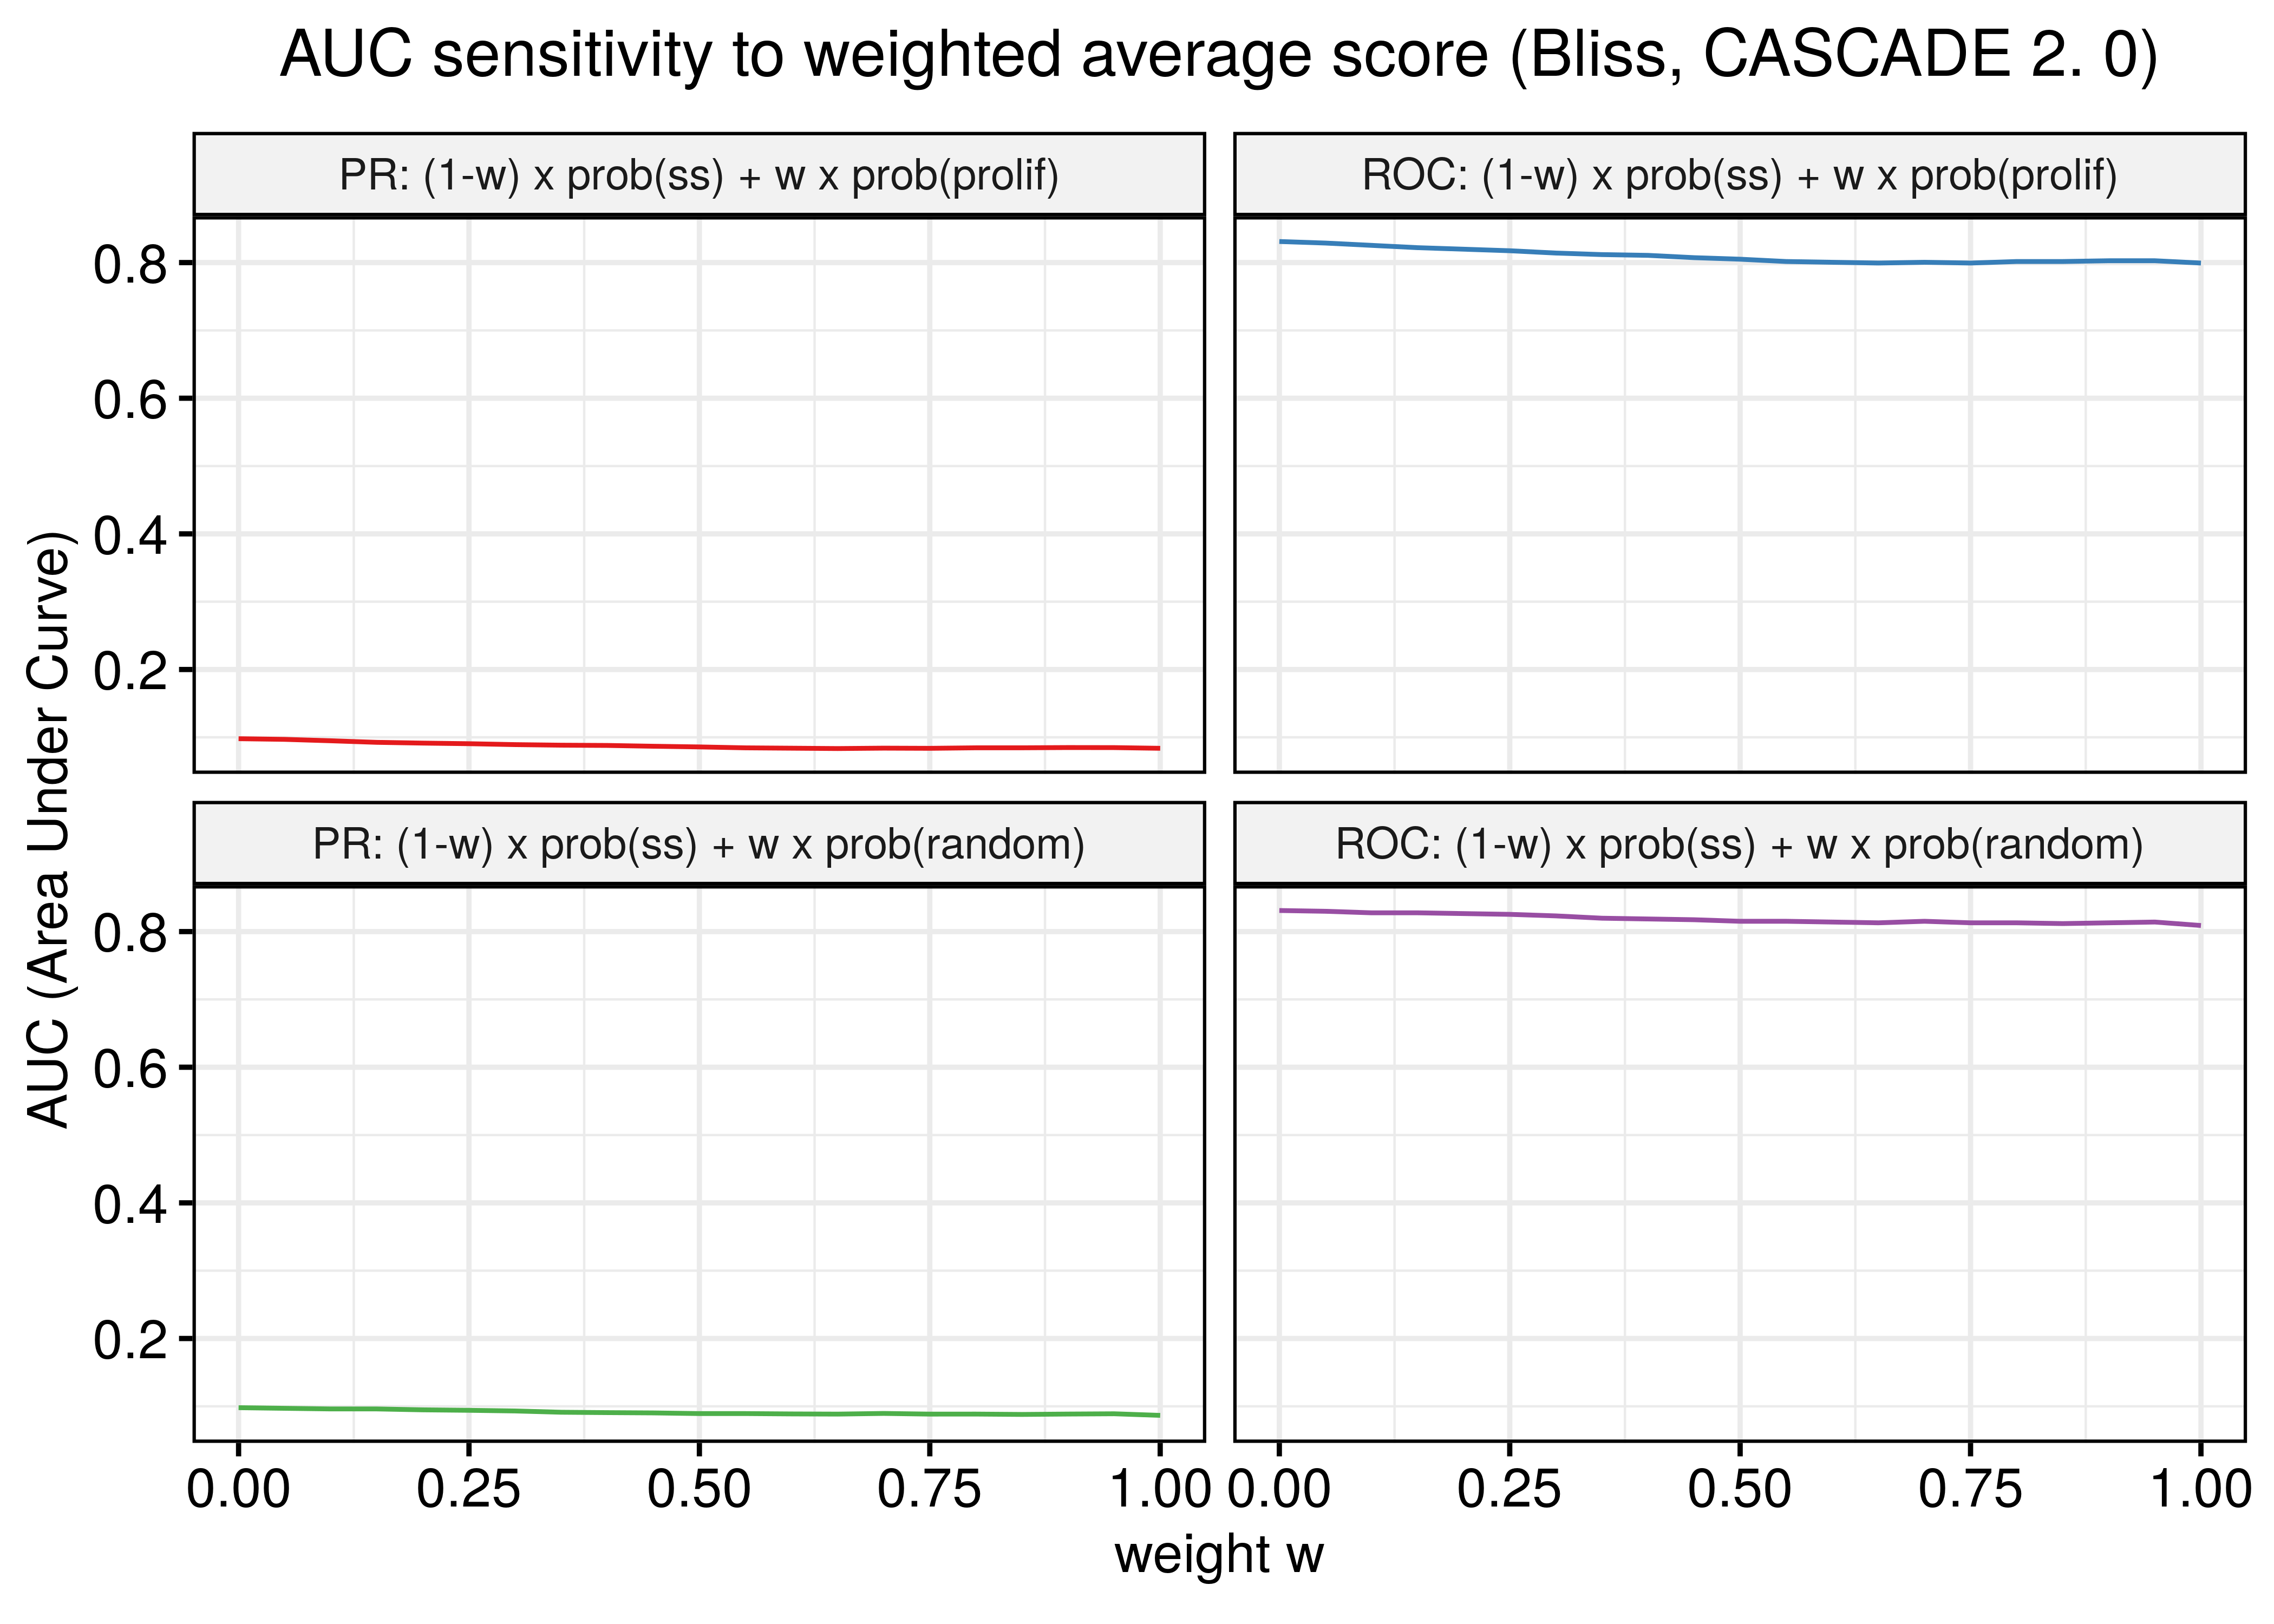 AUC sensitivity to weighted average score (Bliss, CASCADE 2. 0)
PR: (1-w) x prob(ss) + w x prob(prolif)
ROC: (1-w) x prob(ss) + w x prob(prolif)
0.8
0.6
0.4
0.2
PR: (1-w) x prob(ss) + w x prob(random)
ROC: (1-w) x prob(ss) + w x prob(random)
0.8
0.6
0.4
0.2
AUC (Area Under Curve)
0.00 0.25 0.50 0.75 1.00 0.00 0.25 0.50 0.75 1.00
weight w